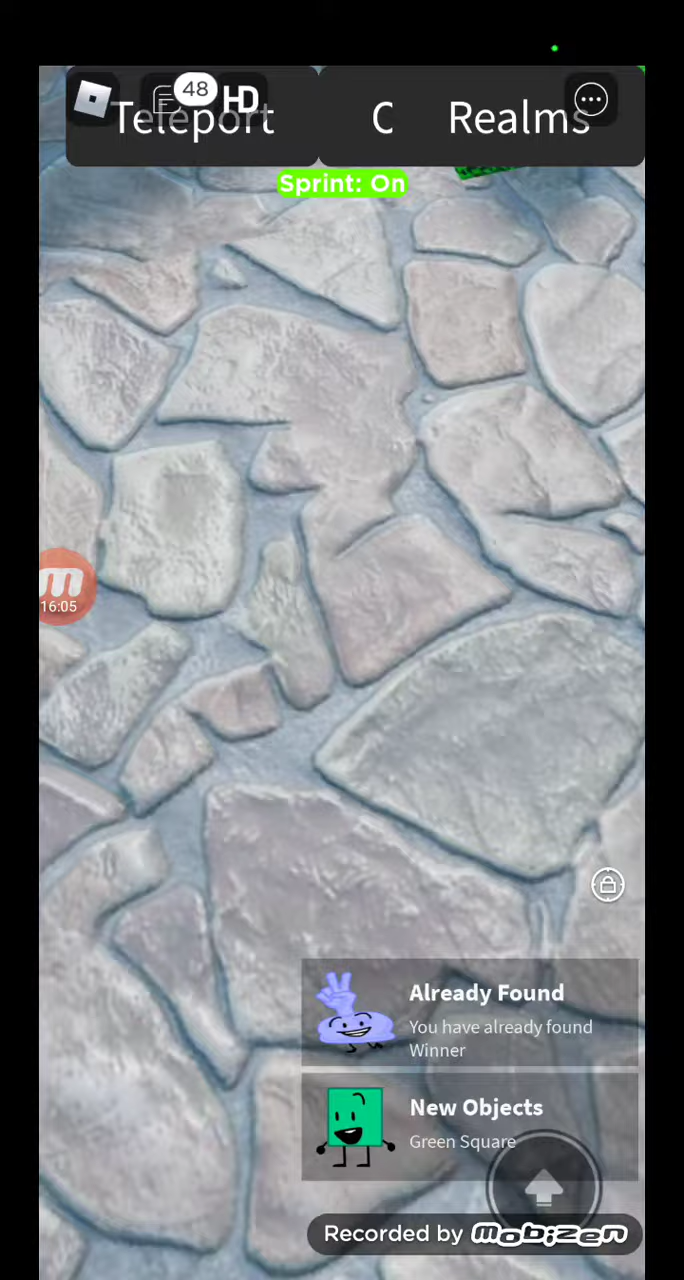 48
HD
Teleport
C
Realms
Sprint: On
16:05
Already Found
You have already found
Winner
New Objects
Green Square
Recorded by mobizen